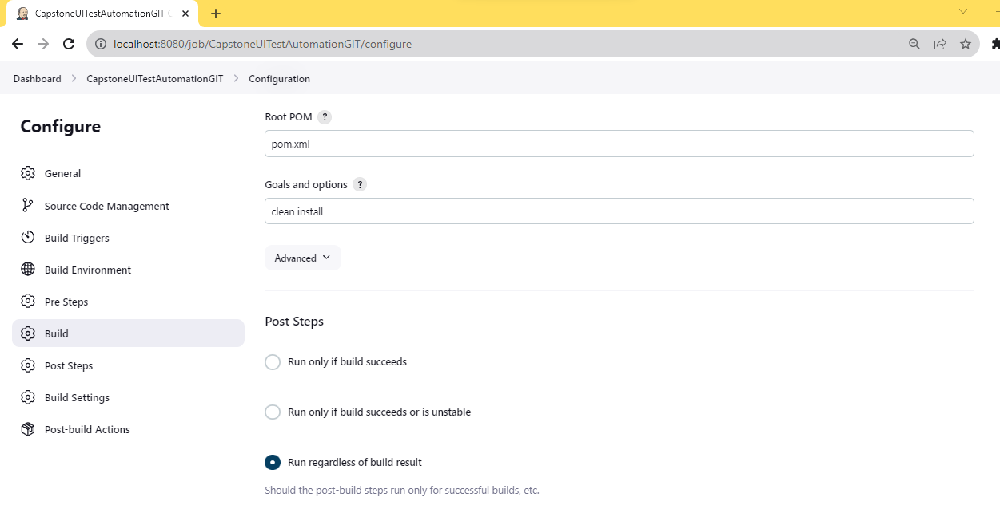 CapstoneUITestAutomationGIT
localhost:8080/job/CapstoneUITestAutomationGIT/configure
Dashboard CapstoneUITestAutomationGIT Configuration
Configure
General
Source Code Management
Build Triggers
Build Environment
Pre Steps
Build
Post Steps
Build Settings
Post-build Actions
Root POM ?
pom.xml
Goals and options ?
clean install
Advanced
Post Steps
Run only if build succeeds
Run only if build succeeds or is unstable
Run regardless of build result
Should the post-build steps run only for successful builds, etc.